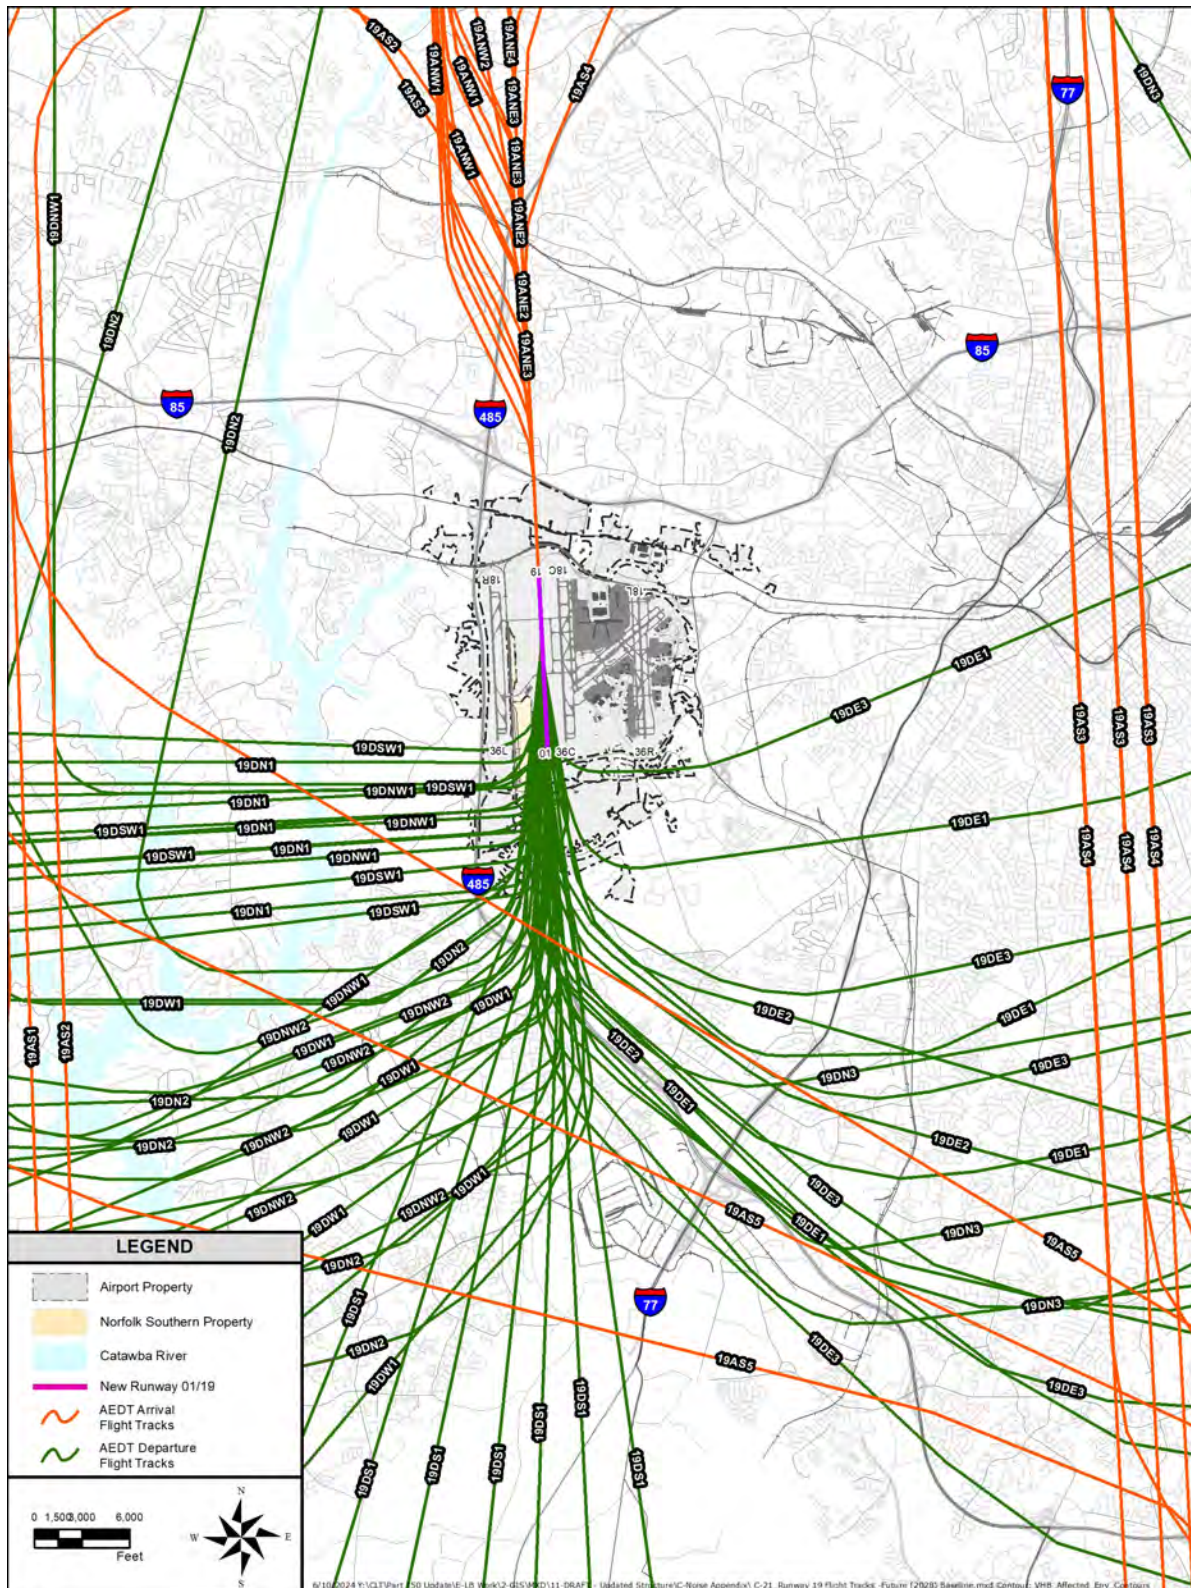 19AS2
19ANW1
19ANW2
19ANE4
19AS4
19AS5
19ANW1
19ANE3
77
19DN3
19ANW1
19ANE3
19DNW1
19ANE2
19ANE2
19DN2
19ANE3
85
85
19DN2
485
18R
19
18C
18L
19DE1
19DE3
19AS3
19AS3
19AS3
19DSW1
36L
01
36C
36R
19DN1
19DNW1
19DSW1
19DN1
19DE1
19DSW1
19DN1
19DNW1
19DSW1
19DN1
19DNW1
19AS4
19AS4
19AS4
19DSW1
485
19DN1
19DSW1
19DN2
19DE3
19DNW1
19DW1
19DNW2
19DW1
19DE2
19DE1
19AS1
19AS2
19DNW2
19DW1
19DNW2
19DE2
19DE3
19DN3
19DW1
19DE1
19DN2
19DW1
19DN2
19DNW2
19DE2
19DE1
19DW1
19DNW2
19DE3
19DNW2
19DW1
19AS5
19DE1
19DN3
19AS5
LEGEND
Airport Property
Norfolk Southern Property
Catawba River
New Runway 01/19
AEDT Arrival
Flight Tracks
AEDT Departure
Flight Tracks
19DN2
19DS1
77
19DN3
19DN2
19DW1
19DE3
19AS5
19DE3
19DS1
19DS1
19DS1
19DS1
19DS1
19DS1
0 1,500 3,000 6,000
Feet
N
W
E
S